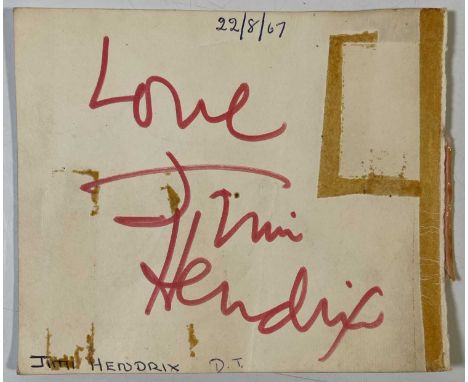 22/8/67
Love
Jimi
Hendrix
JIMI HENDRIX D.T.